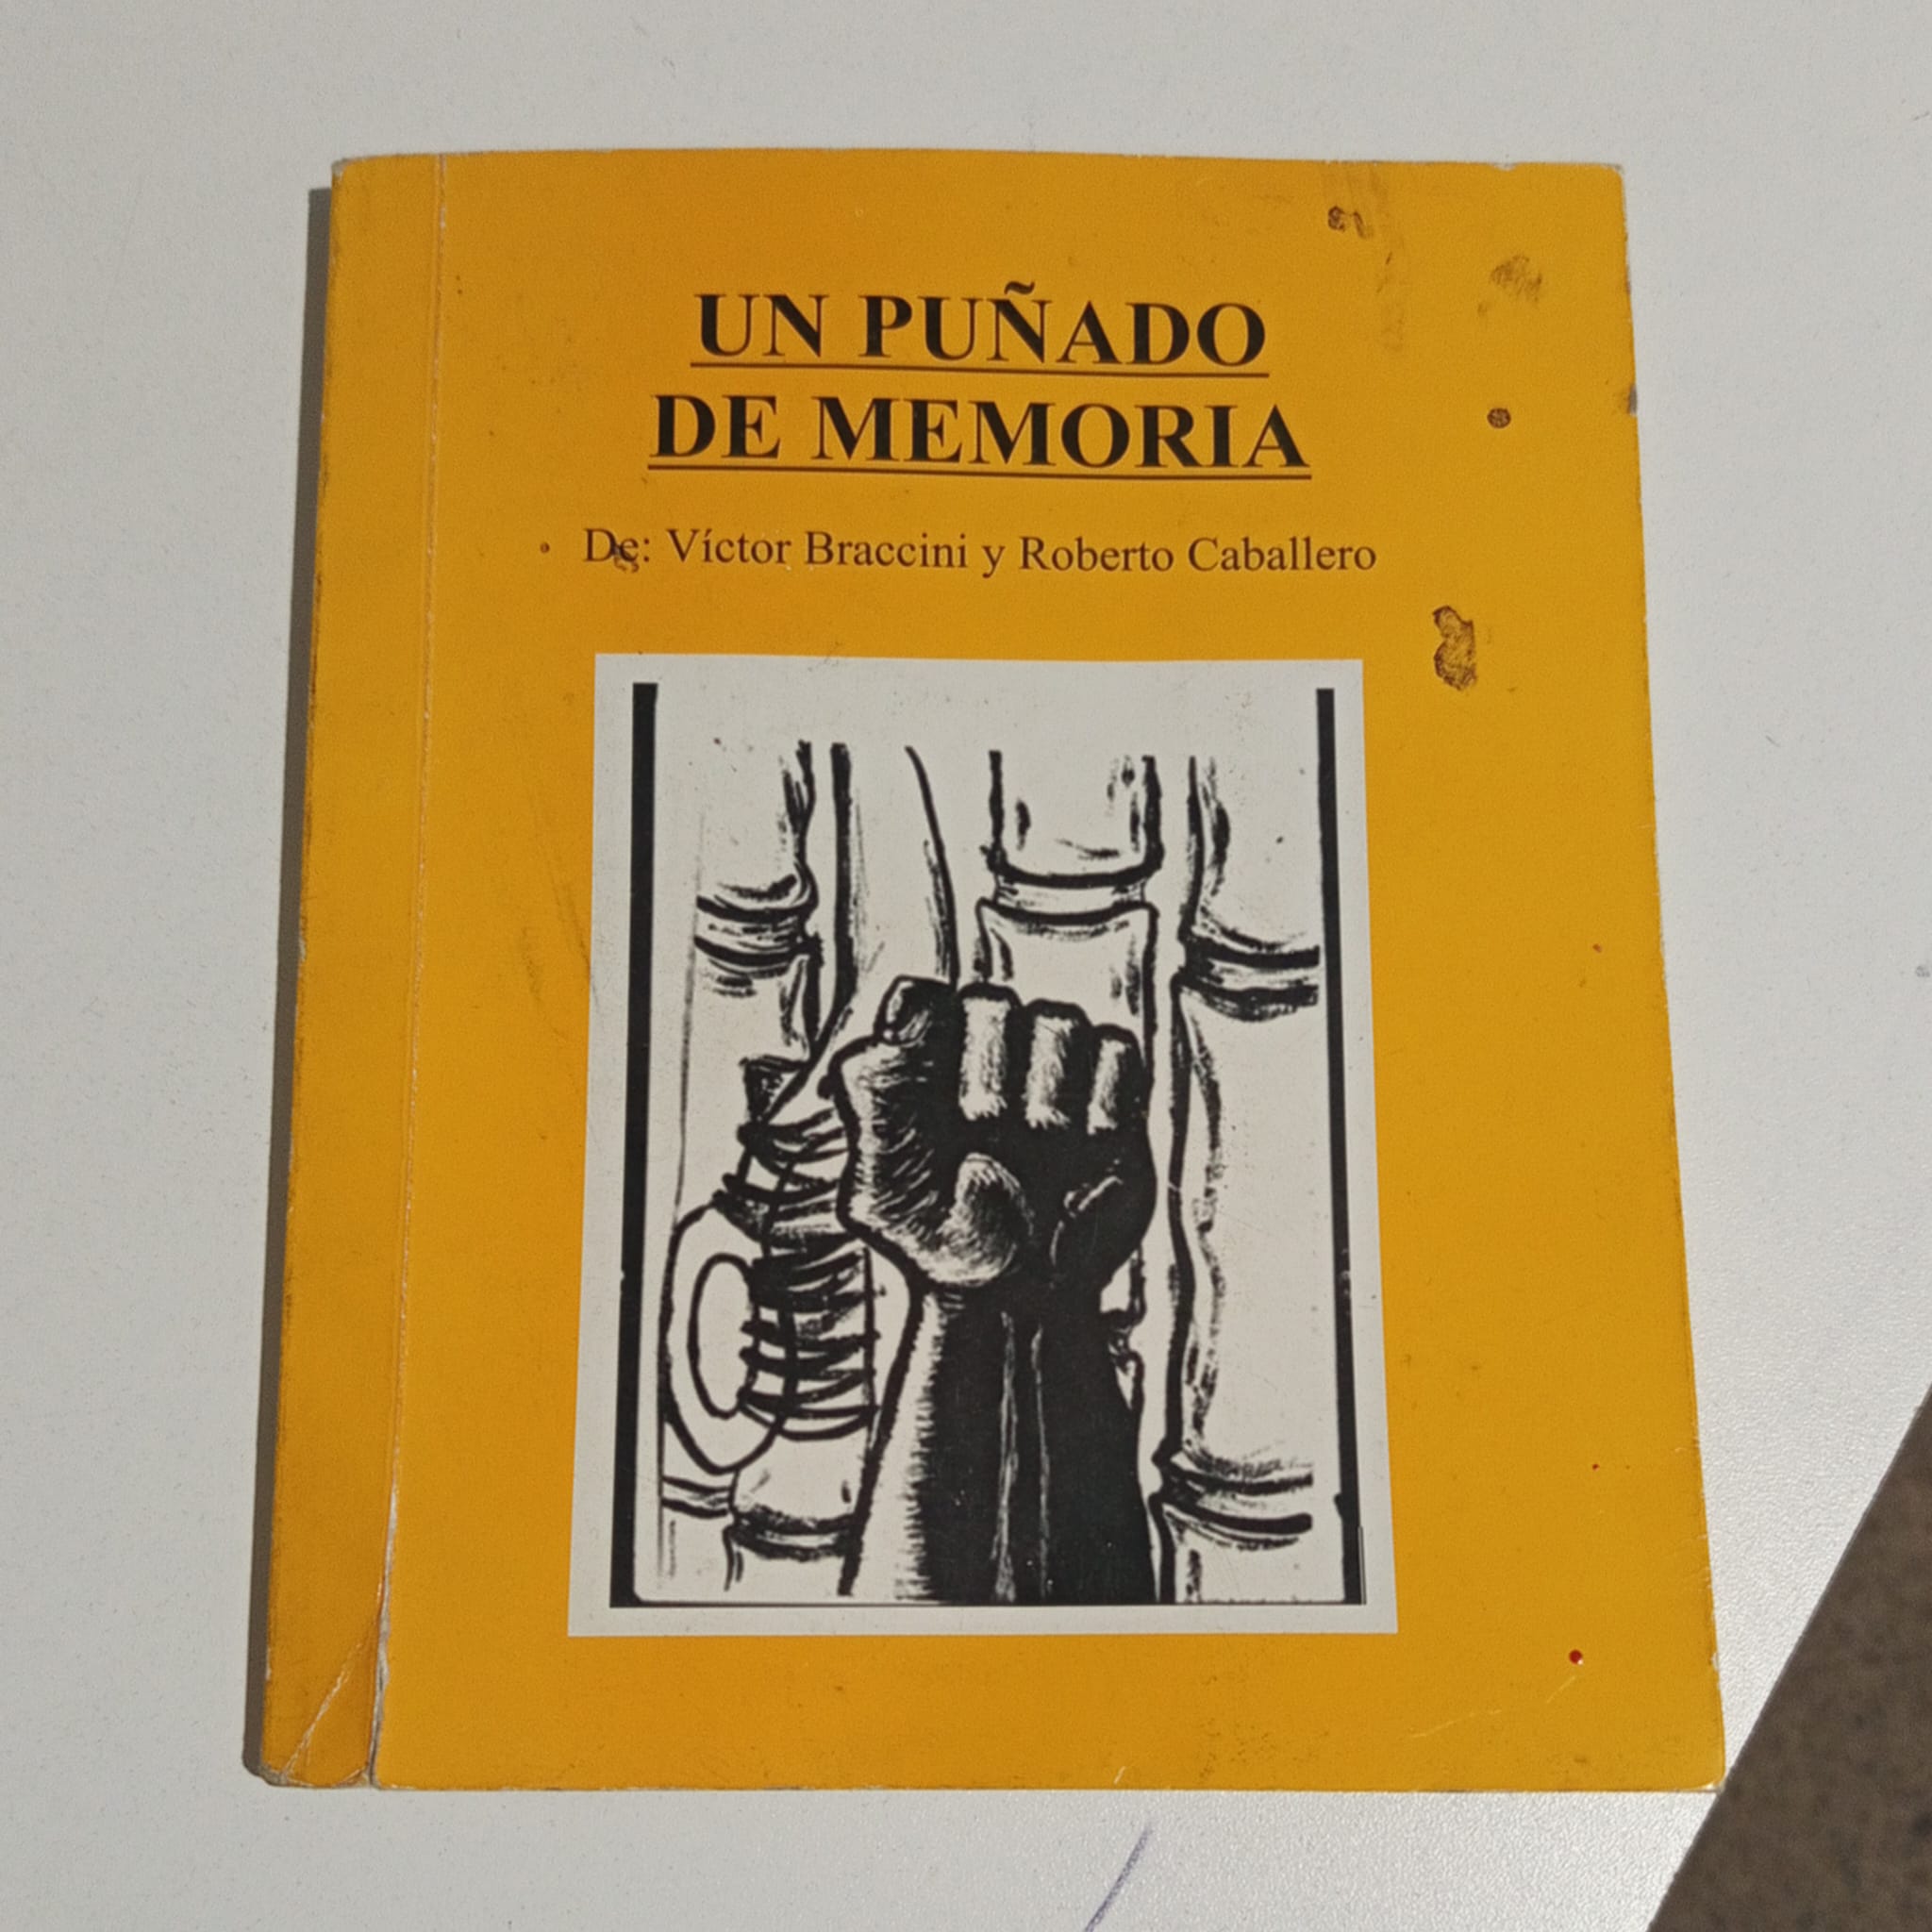 UN PUÑADO
DE MEMORIA
De: Víctor Braccini y Roberto Caballero